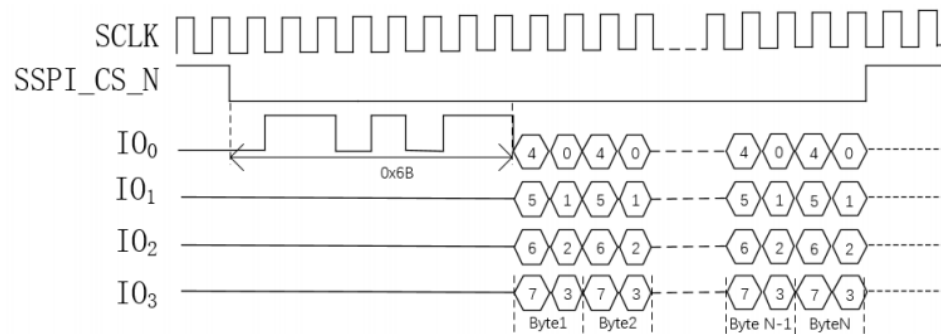 SCLK
SSPI_CS_N
IO0 4 0 4 0 4 0 4 0
0x6B
IO1 5 1 5 1 5 1 5 1
IO2 6 2 6 2 6 2 6 2
IO3 7 3 7 3 7 3 7 3
Byte1 Byte2 Byte N-1 ByteN